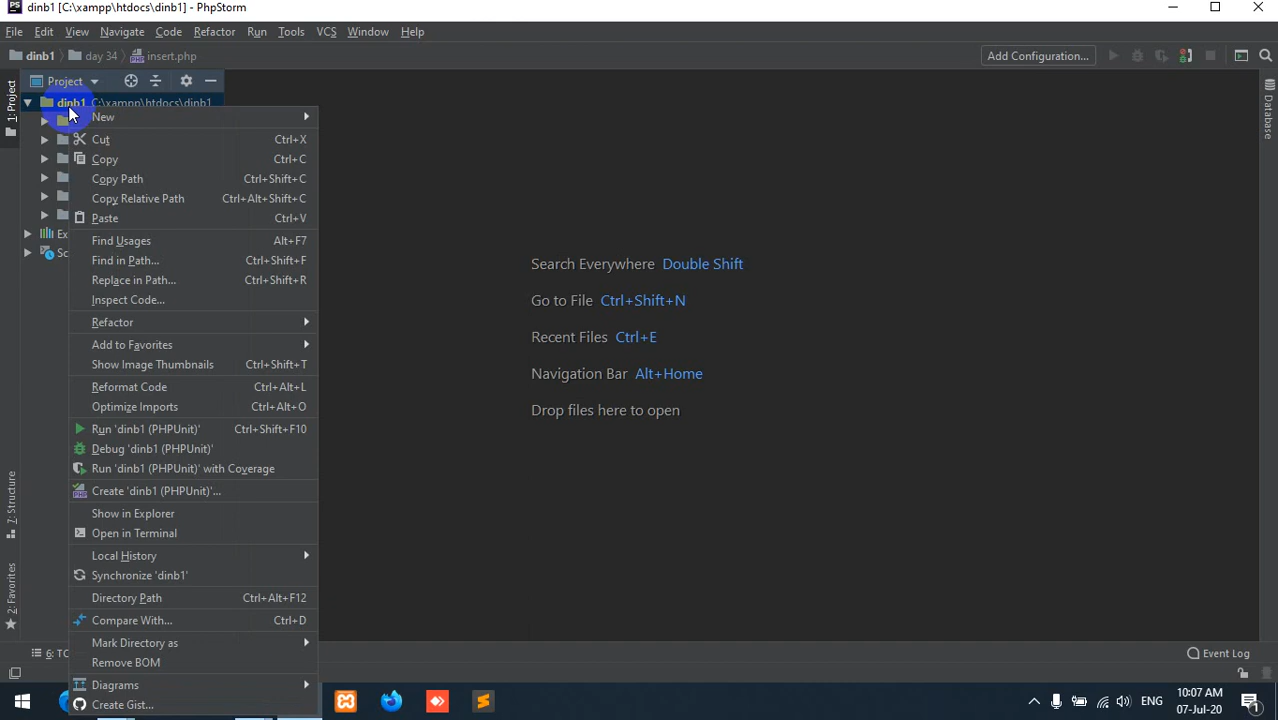 PS dinb1 [C:\xampp\htdocs\dinb1] - PhpStorm
File Edit View Navigate Code Refactor Run Tools VCS Window Help
dinb1 day 34 insert.php Add Configuration...
1: Project
Project
Database
dinb1 C:\xampp\htdocs\dinb1
New
Cut Ctrl+X
Copy Ctrl+C
Copy Path Ctrl+Shift+C
Copy Relative Path Ctrl+Alt+Shift+C
Paste Ctrl+V
Ex
Find Usages Alt+F7
Sc
Find in Path... Ctrl+Shift+F
Replace in Path... Ctrl+Shift+R
Inspect Code...
Refactor
Add to Favorites
Show Image Thumbnails Ctrl+Shift+T
Reformat Code Ctrl+Alt+L
Optimize Imports Ctrl+Alt+O
Run 'dinb1 (PHPUnit)' Ctrl+Shift+F10
Debug 'dinb1 (PHPUnit)'
Run 'dinb1 (PHPUnit)' with Coverage
Create 'dinb1 (PHPUnit)'...
Show in Explorer
Open in Terminal
Local History
Synchronize 'dinb1'
Directory Path Ctrl+Alt+F12
Compare With... Ctrl+D
Mark Directory as
Remove BOM
Diagrams
Create Gist...
Search Everywhere Double Shift
Go to File Ctrl+Shift+N
Recent Files Ctrl+E
Navigation Bar Alt+Home
Drop files here to open
7: Structure
2: Favorites
6: TO
Event Log
ENG
10:07 AM
07-Jul-20
1